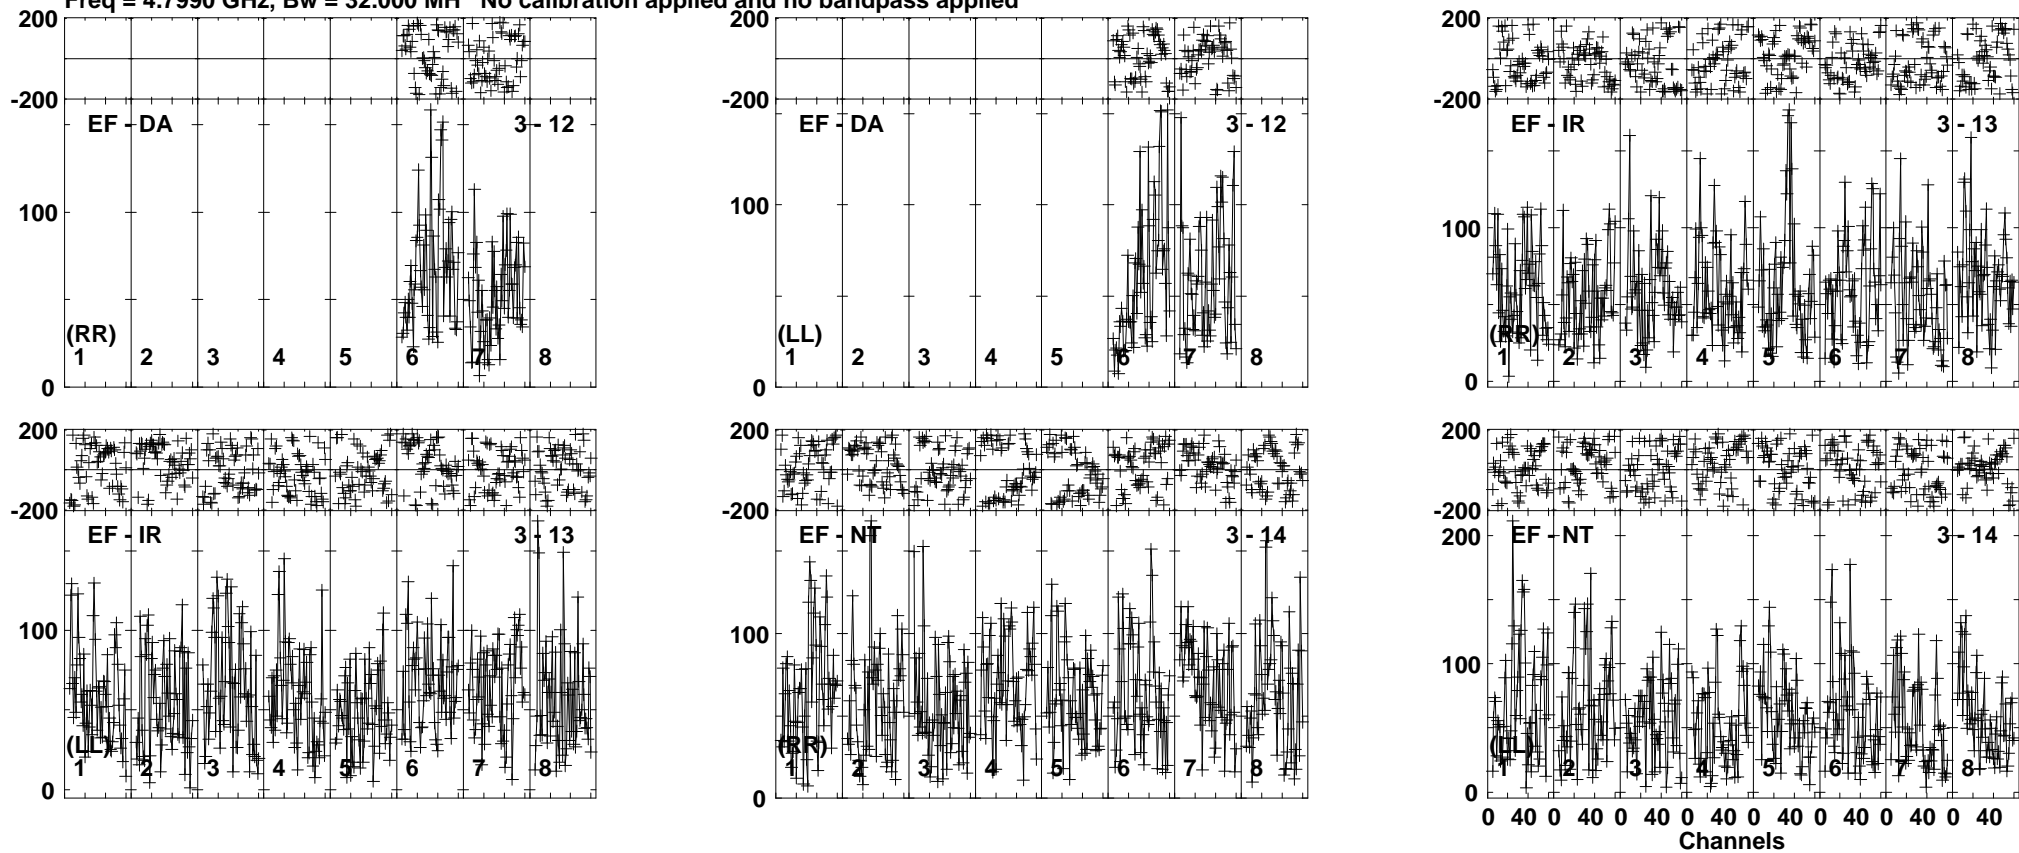 Freq = 4.7990 GHz, Bw = 32.000 MH   No calibration applied and no bandpass applied
200
-200
EF - DA 3 - 12
100
(RR)
1 2 3 4 5 6 7 8
0
200
-200
EF - DA 3 - 12
100
(LL)
1 2 3 4 5 6 7 8
0
200
-200
EF - IR 3 - 13
100
(RR)
1 2 3 4 5 6 7 8
0
200
-200
EF - IR 3 - 13
100
(LL)
1 2 3 4 5 6 7 8
0
200
-200
EF - NT 3 - 14
100
(RR)
1 2 3 4 5 6 7 8
0
200
-200
EF - NT 3 - 14
200
100
(LL)
1 2 3 4 5 6 7 8
0
0 40 0 40 0 40 0 40 0 40 0 40 0 40 0 40
Channels